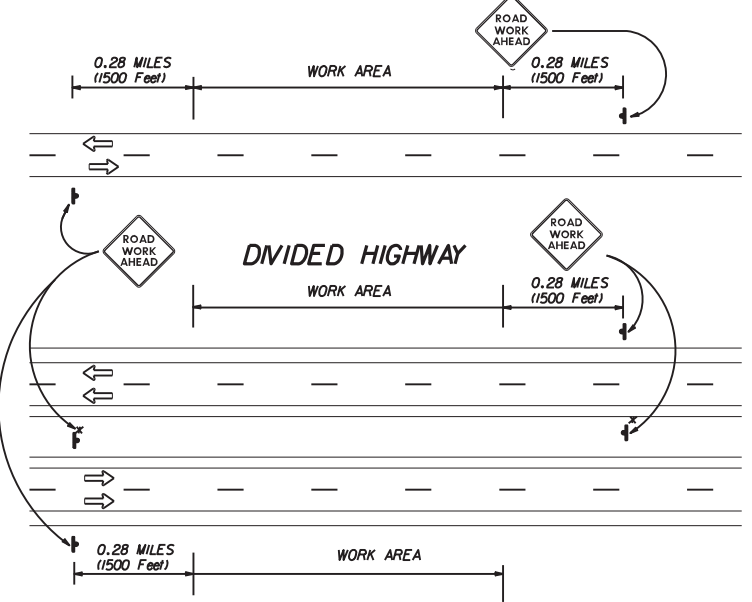 ROAD
WORK
AHEAD
0.28 MILES
(1500 Feet)
WORK AREA
0.28 MILES
(1500 Feet)
ROAD
WORK
AHEAD
DIVIDED HIGHWAY
ROAD
WORK
AHEAD
WORK AREA
0.28 MILES
(1500 Feet)
x
x
0.28 MILES
(1500 Feet)
WORK AREA